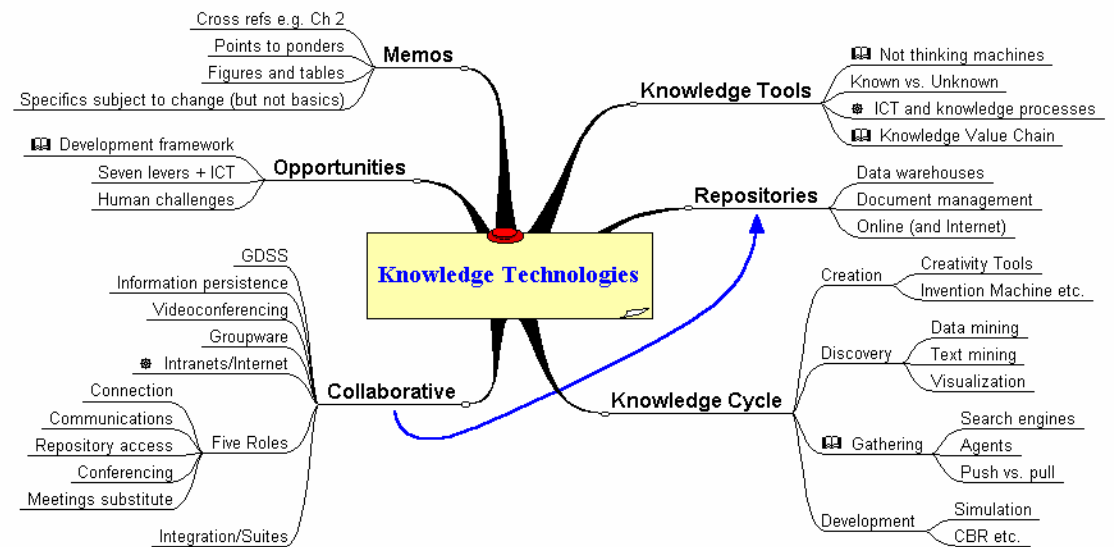 Knowledge Technologies
Memos
Cross refs e.g. Ch 2
Points to ponders
Figures and tables
Specifics subject to change (but not basics)
Opportunities
Development framework
Seven levers + ICT
Human challenges
Collaborative
GDSS
Information persistence
Videoconferencing
Groupware
Intranets/Internet
Five Roles
Connection
Communications
Repository access
Conferencing
Meetings substitute
Integration/Suites
Knowledge Tools
Not thinking machines
Known vs. Unknown
ICT and knowledge processes
Knowledge Value Chain
Repositories
Data warehouses
Document management
Online (and Internet)
Knowledge Cycle
Creation
Creativity Tools
Invention Machine etc.
Discovery
Data mining
Text mining
Visualization
Gathering
Search engines
Agents
Push vs. pull
Development
Simulation
CBR etc.